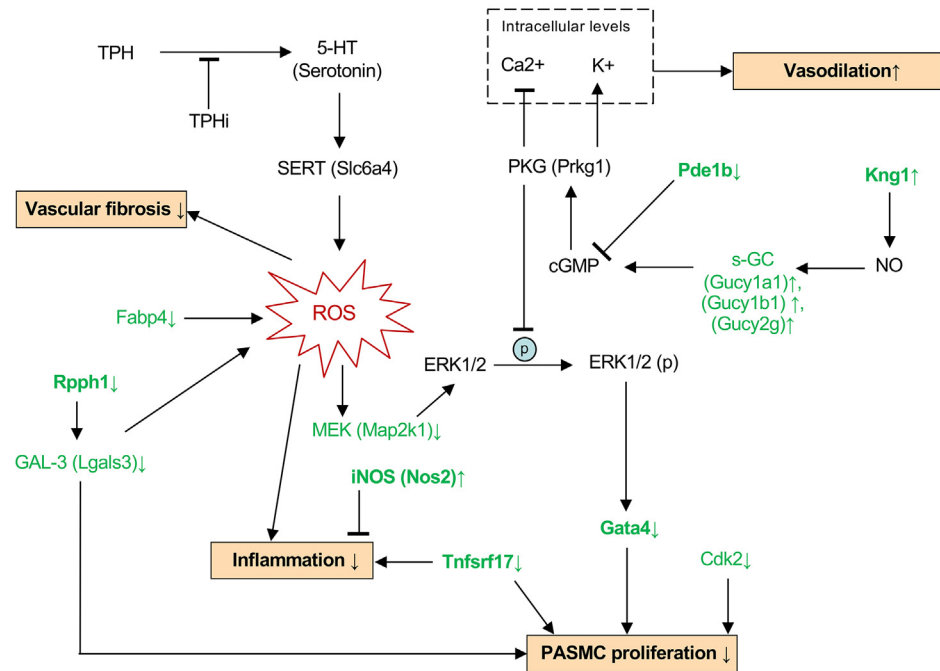 Intracellular levels
TPH
5-HT
(Serotonin)
Ca2+
K+
Vasodilation↑
TPHi
SERT (Slc6a4)
PKG (Prkg1)
Pde1b↓
Kng1↑
Vascular fibrosis ↓
cGMP
s-GC
(Gucy1a1)↑,
(Gucy1b1) ↑,
(Gucy2g)↑
NO
Fabp4↓
ROS
p
ERK1/2
ERK1/2 (p)
Rpph1↓
MEK (Map2k1)↓
GAL-3 (Lgals3)↓
iNOS (Nos2)↑
Gata4↓
Inflammation ↓
Tnfsrf17↓
Cdk2↓
PASMC proliferation ↓